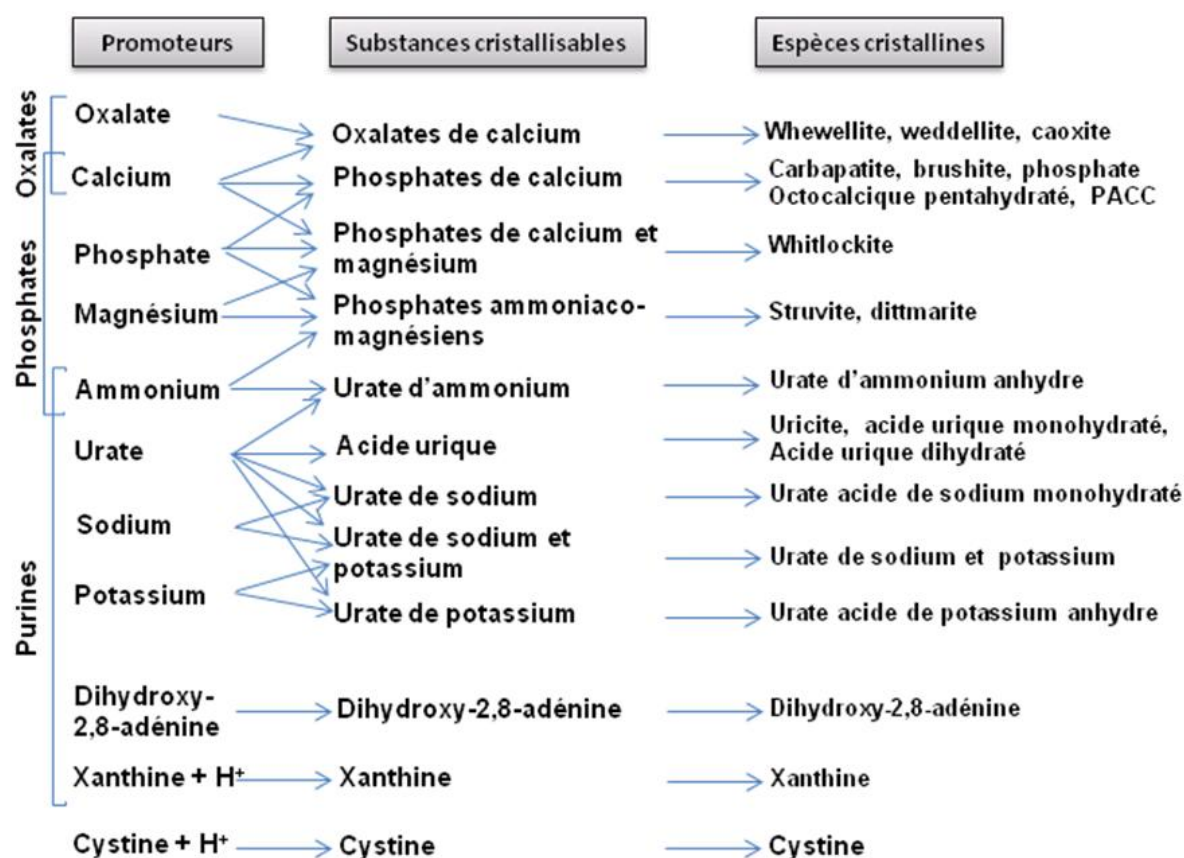 Promoteurs
Substances cristallisables
Espèces cristallines
Oxalates
Phosphates
Purines
Oxalate
Calcium
Phosphate
Magnésium
Ammonium
Urate
Sodium
Potassium
Dihydroxy-
2,8-adénine
Xanthine + H⁺
Cystine + H⁺
Oxalates de calcium
Phosphates de calcium
Phosphates de calcium et
magnésium
Phosphates ammoniaco-
magnésiens
Urate d'ammonium
Acide urique
Urate de sodium
Urate de sodium et
potassium
Urate de potassium
Dihydroxy-2,8-adénine
Xanthine
Cystine
Whewellite, weddellite, caoxite
Carbapatite, brushite, phosphate
Octocalcique pentahydraté, PACC
Whitlockite
Struvite, dittmarite
Urate d'ammonium anhydre
Uricite, acide urique monohydraté,
Acide urique dihydraté
Urate acide de sodium monohydraté
Urate de sodium et potassium
Urate acide de potassium anhydre
Dihydroxy-2,8-adénine
Xanthine
Cystine